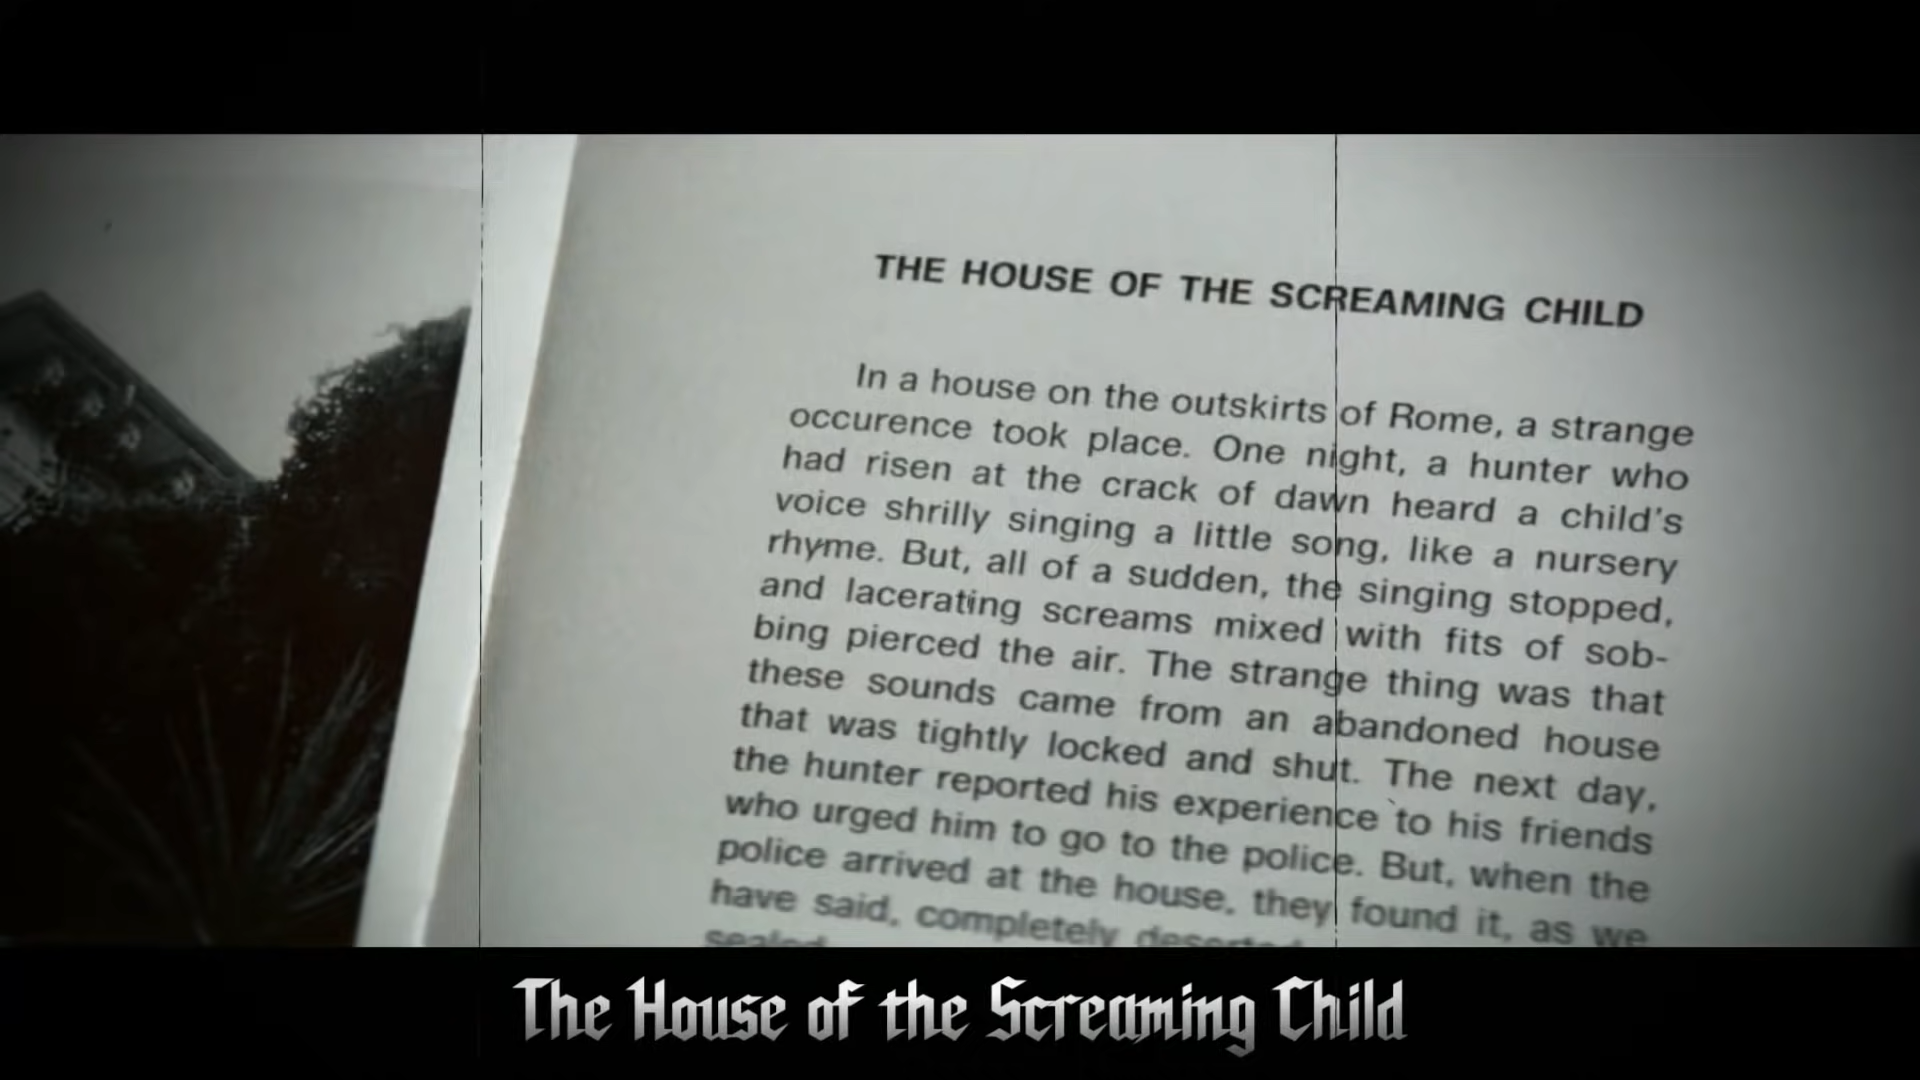 THE HOUSE OF THE SCREAMING CHILD
In a house on the outskirts of Rome, a strange
occurence took place. One night, a hunter who
had risen at the crack of dawn heard a child's
voice shrilly singing a little song, like a nursery
rhyme. But, all of a sudden, the singing stopped,
and lacerating screams mixed with fits of sob-
bing pierced the air. The strange thing was that
these sounds came from an abandoned house
that was tightly locked and shut. The next day,
the hunter reported his experience to his friends
who urged him to go to the police. But, when the
police arrived at the house, they found it, as we
have said, completely
The House of the Screaming Child